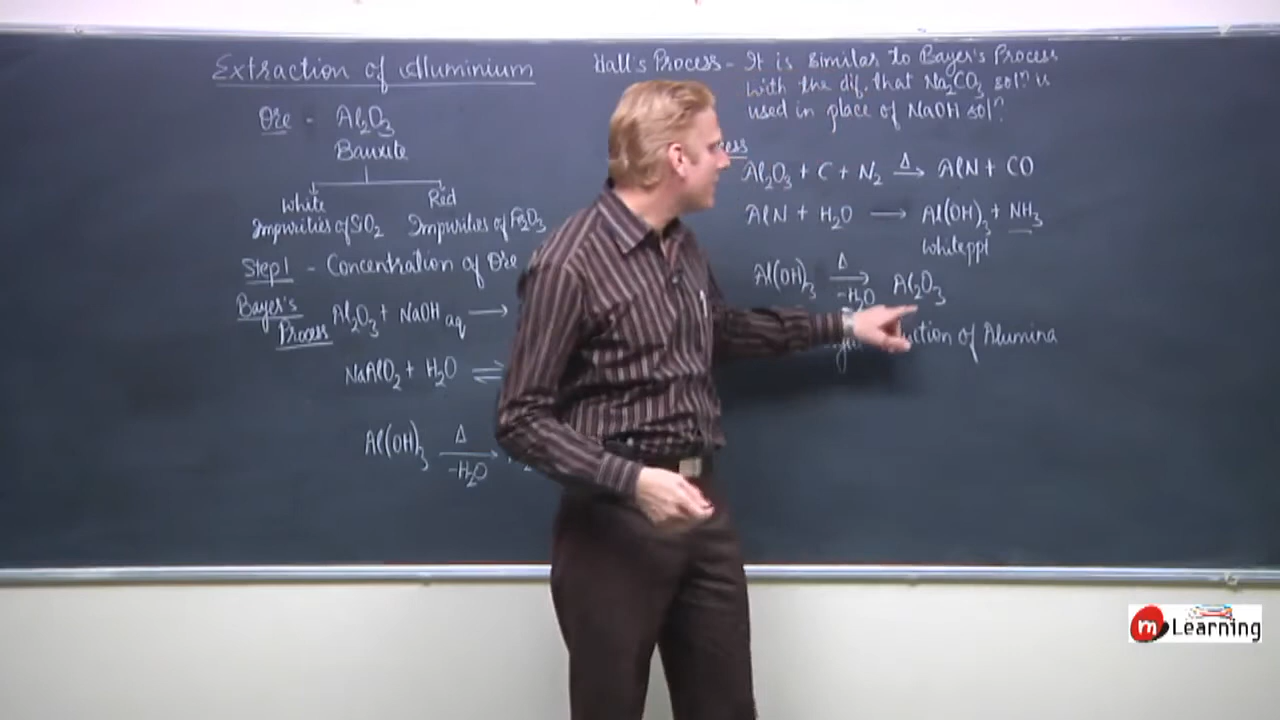 Extraction of Aluminium
Ore - Al₂O₃
Bauxite
White Red
Impurities of SiO₂ Impurities of Fe₂O₃
Step 1 - Concentration of Ore
Bayer's Process Al₂O₃ + NaOH aq →
NaAlO₂ + H₂O ⇌
Al(OH)₃ Δ → -H₂O
Hall's Process - It is similar to Bayer's Process
with the dif. that Na₂CO₃ solⁿ is
used in place of NaOH solⁿ
Al₂O₃ + C + N₂ Δ → AlN + CO
AlN + H₂O → Al(OH)₃ + NH₃
White ppt
Al(OH)₃ Δ → -H₂O Al₂O₃
of Alumina
m Learning